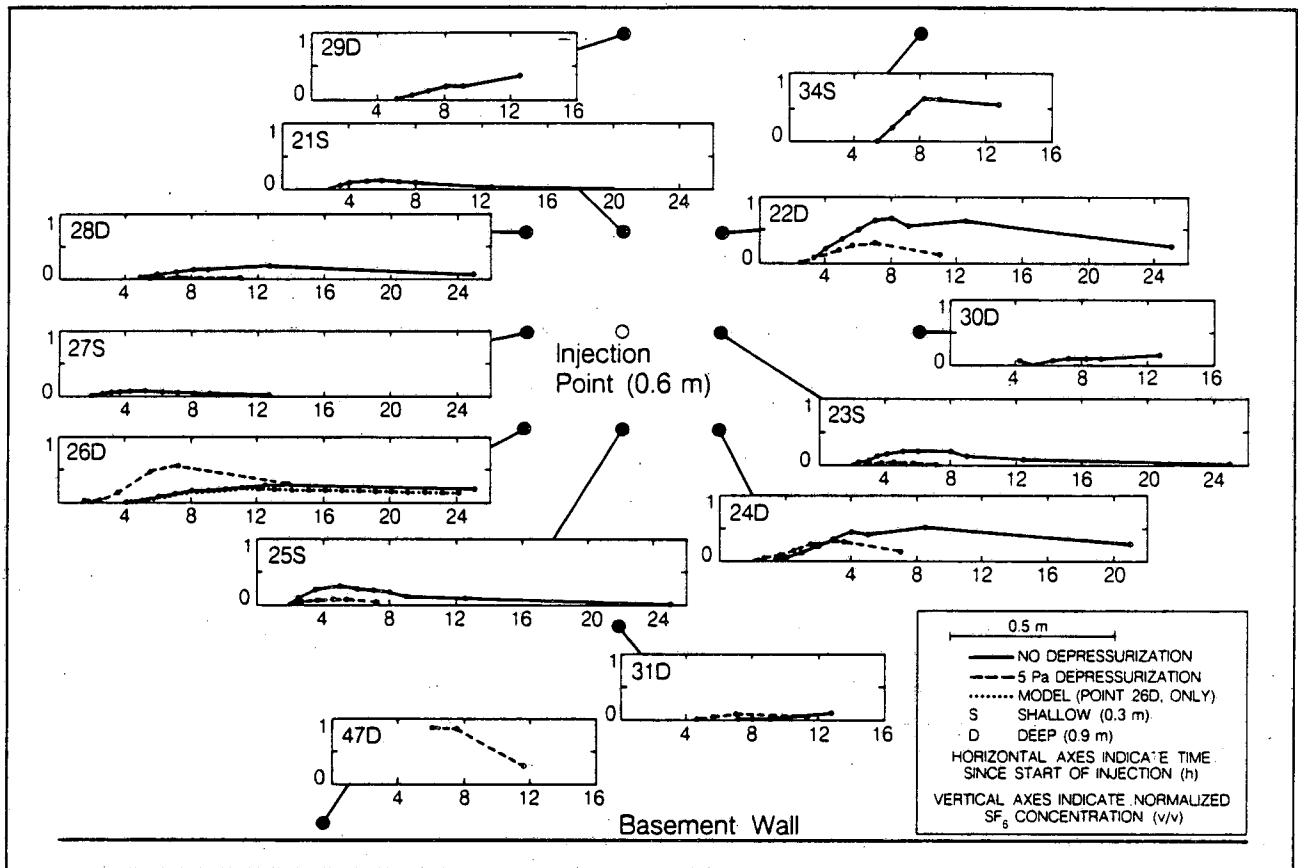 29D
1
0
4 8 12 16
34S
1
0
4 8 12 16
21S
1
0
4 8 12 16 20 24
28D
1
0
4 8 12 16 20 24
22D
1
0
4 8 12 16 20 24
27S
1
0
4 8 12 16 20 24
Injection
Point (0.6 m)
30D
1
0
4 8 12 16
26D
1
0
4 8 12 16 20 24
23S
1
0
4 8 12 16 20 24
25S
1
0
4 8 12 16 20 24
24D
1
0
4 8 12 16 20
31D
1
0
4 8 12 16
47D
1
0
4 8 12 16
Basement Wall
0.5 m
NO DEPRESSURIZATION
5 Pa DEPRESSURIZATION
MODEL (POINT 26D, ONLY)
S SHALLOW (0.3 m)
D DEEP (0.9 m)
HORIZONTAL AXES INDICATE TIME
SINCE START OF INJECTION (h)
VERTICAL AXES INDICATE NORMALIZED
SF6 CONCENTRATION (v/v)